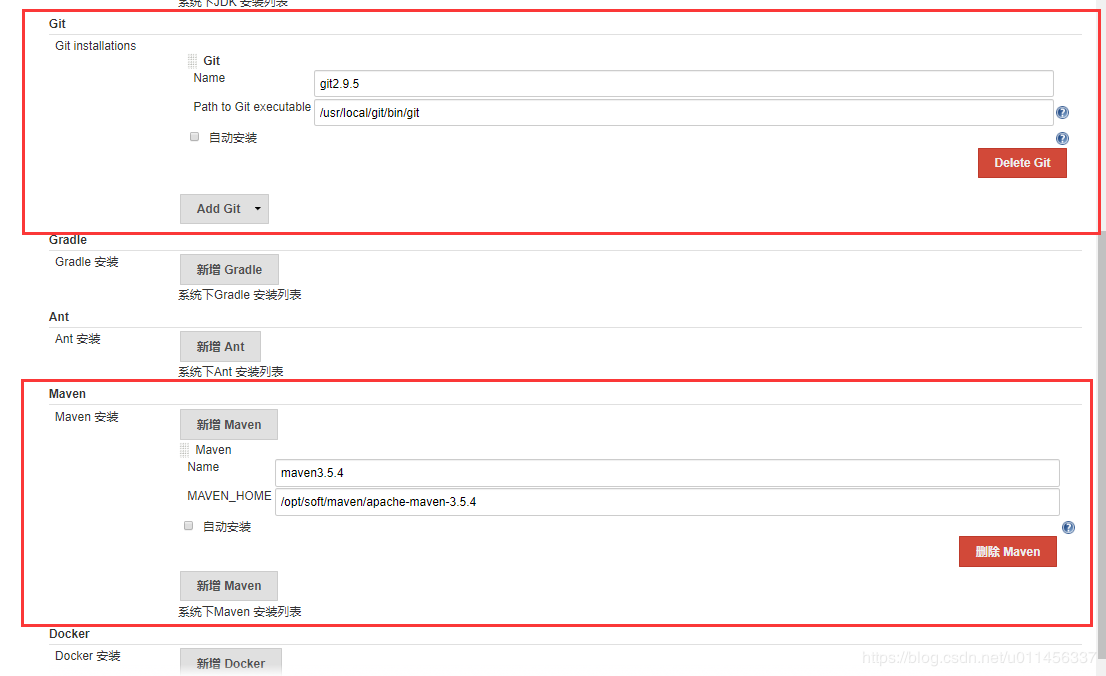 系统下JDK 安装列表
Git
Git installations
Git
Name
git2.9.5
Path to Git executable
/usr/local/git/bin/git
自动安装
Delete Git
Add Git
Gradle
Gradle 安装
新增 Gradle
系统下Gradle 安装列表
Ant
Ant 安装
新增 Ant
系统下Ant 安装列表
Maven
Maven 安装
新增 Maven
Maven
Name
maven3.5.4
MAVEN_HOME
/opt/soft/maven/apache-maven-3.5.4
自动安装
删除 Maven
新增 Maven
系统下Maven 安装列表
Docker
Docker 安装
新增 Docker
https://blog.csdn.net/u011456337